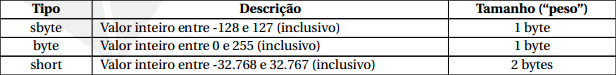 Tipo Descrição Tamanho (“peso”)
sbyte Valor inteiro entre -128 e 127 (inclusivo) 1 byte
byte Valor inteiro entre 0 e 255 (inclusivo) 1 byte
short Valor inteiro entre -32.768 e 32.767 (inclusivo) 2 bytes